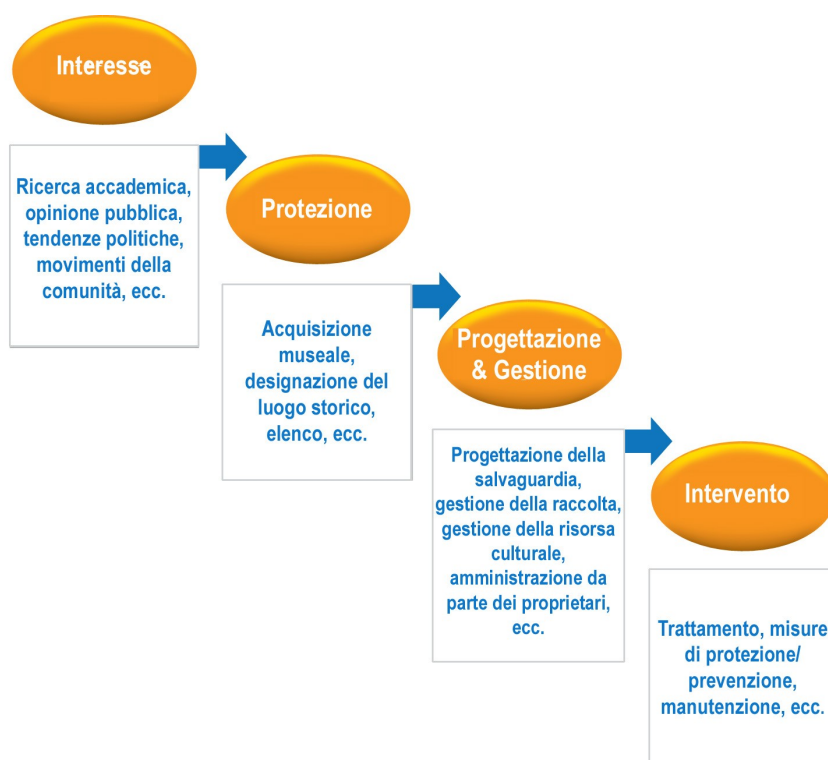 Interesse
Ricerca accademica,
opinione pubblica,
tendenze politiche,
movimenti della
comunità, ecc.
Protezione
Acquisizione
museale,
designazione del
luogo storico,
elenco, ecc.
Progettazione
& Gestione
Progettazione della
salvaguardia,
gestione della raccolta,
gestione della risorsa
culturale,
amministrazione da
parte dei proprietari,
ecc.
Intervento
Trattamento, misure
di protezione/
prevenzione,
manutenzione, ecc.